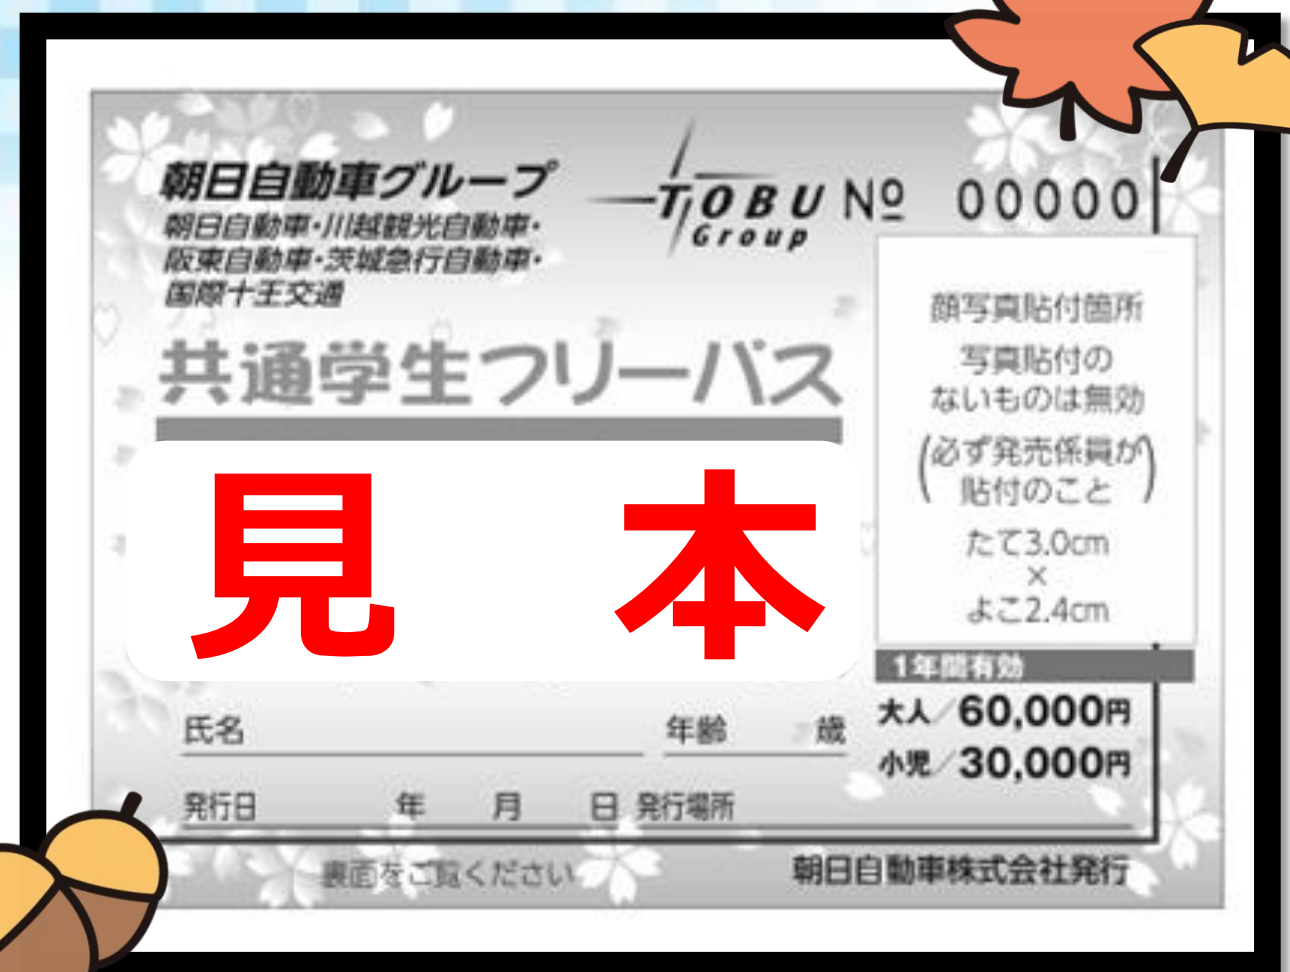 朝日自動車グループ
朝日自動車・川越観光自動車・
阪東自動車・茨城急行自動車・
国際十王交通
TOBU
Group
№ 00000
共通学生フリーパス
見 本
顔写真貼付箇所
写真貼付の
ないものは無効
(必ず発売係員が
貼付のこと)
たて3.0cm
×
よこ2.4cm
1年間有効
大人/60,000円
小児/30,000円
氏名 年齢 歳
発行日 年 月 日 発行場所
裏面をご覧ください
朝日自動車株式会社発行